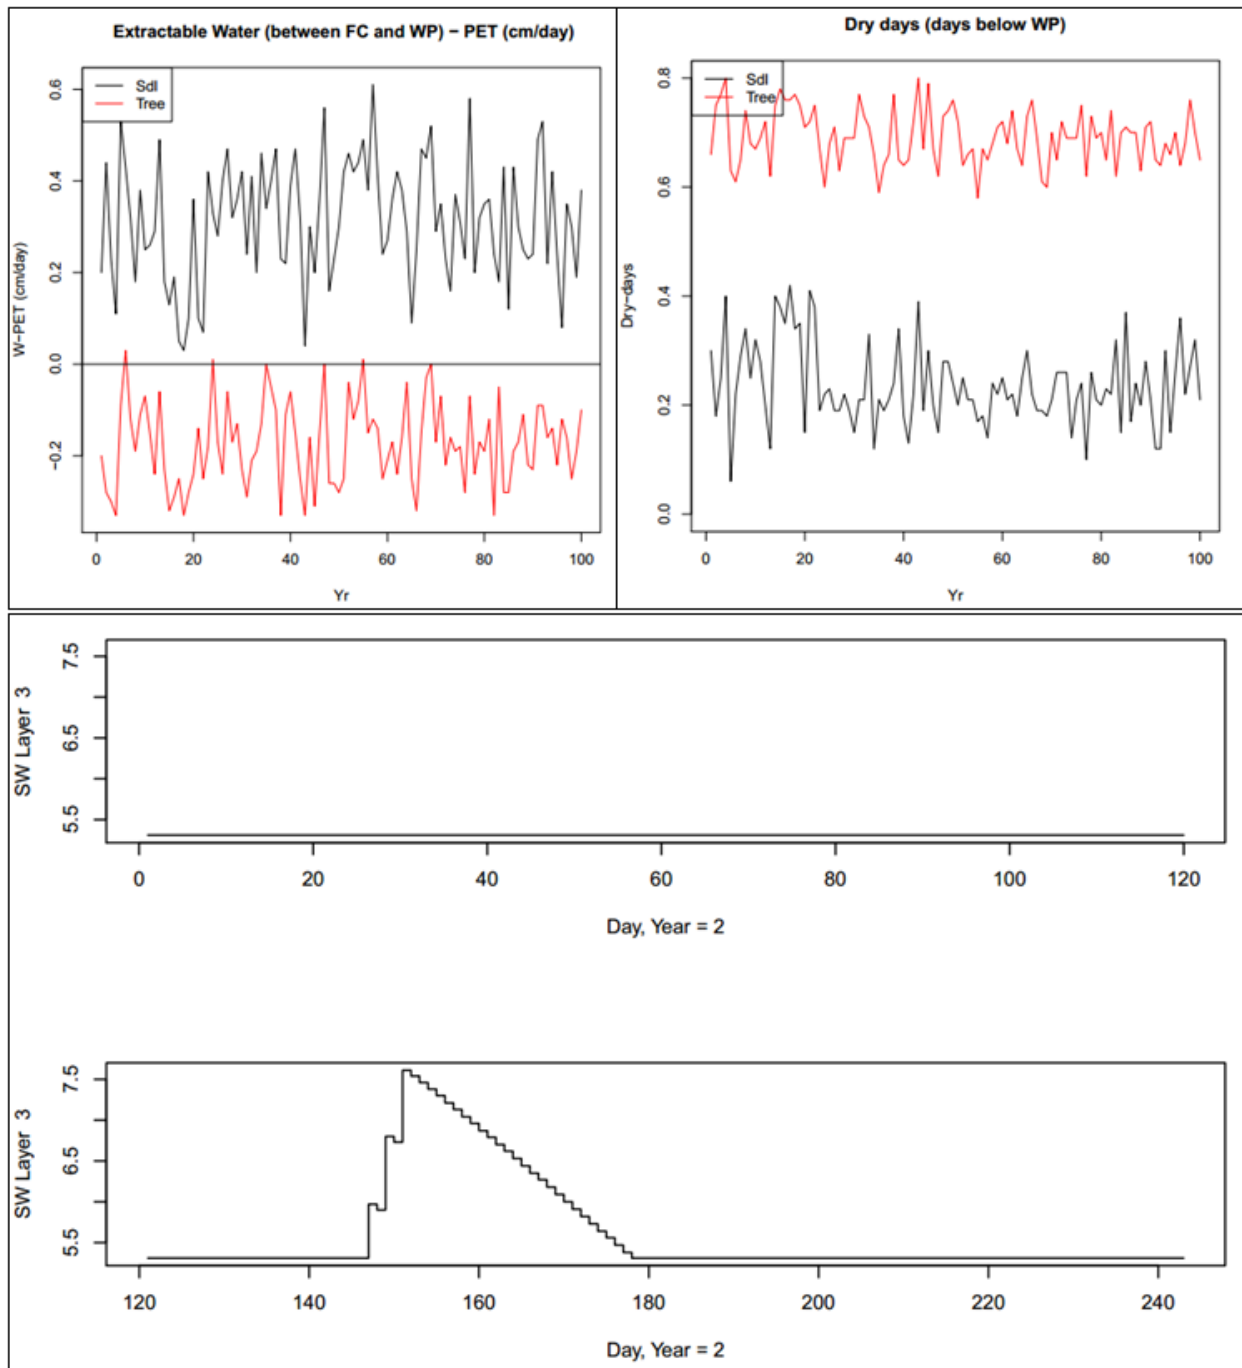 Extractable Water (between FC and WP) − PET (cm/day)
Sdl
Tree
W−PET (cm/day)
0.6
0.4
0.2
0.0
−0.2
0 20 40 60 80 100
Yr
Dry days (days below WP)
Sdl
Tree
Dry−days
0.8
0.6
0.4
0.2
0.0
0 20 40 60 80 100
Yr
SW Layer 3
7.5
6.5
5.5
0 20 40 60 80 100 120
Day, Year = 2
SW Layer 3
7.5
6.5
5.5
120 140 160 180 200 220 240
Day, Year = 2